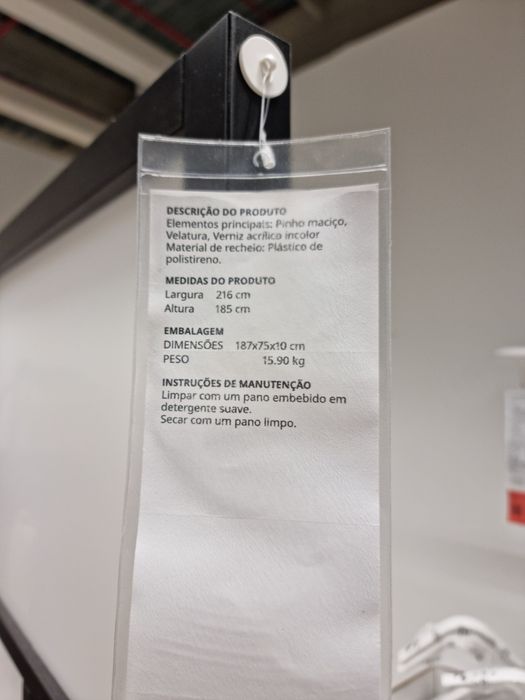 DESCRIÇÃO DO PRODUTO
Elementos principais: Pinho maciço,
Velatura, Verniz acrílico incolor
Material de recheio: Plástico de
polistireno.
MEDIDAS DO PRODUTO
Largura 216 cm
Altura 185 cm
EMBALAGEM
DIMENSÕES 187x75x10 cm
PESO 15.90 kg
INSTRUÇÕES DE MANUTENÇÃO
Limpar com um pano embebido em
detergente suave.
Secar com um pano limpo.